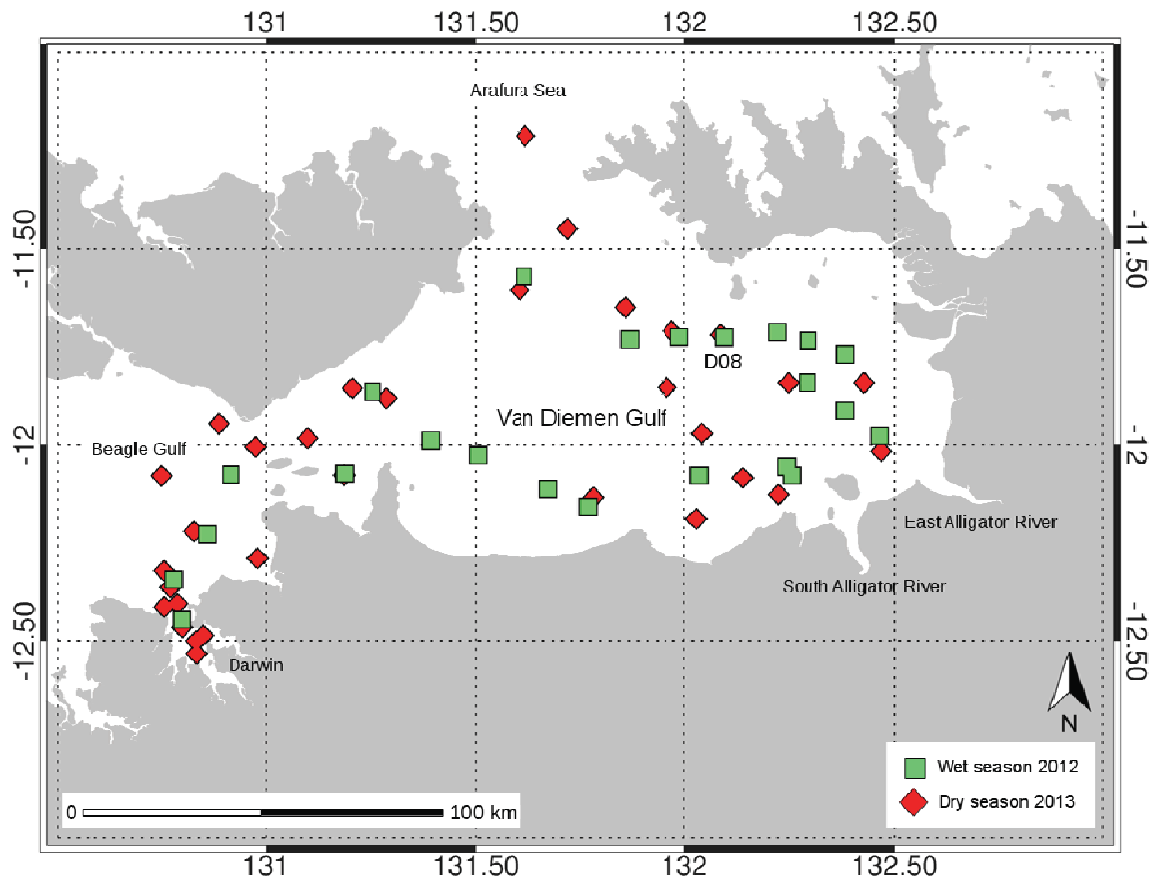 131 131.50 132 132.50
Arafura Sea
-11.50 -11.50
D08
Van Diemen Gulf
Beagle Gulf
-12 -12
East Alligator River
South Alligator River
-12.50 -12.50
Darwin
N
Wet season 2012
Dry season 2013
0 100 km
131 131.50 132 132.50